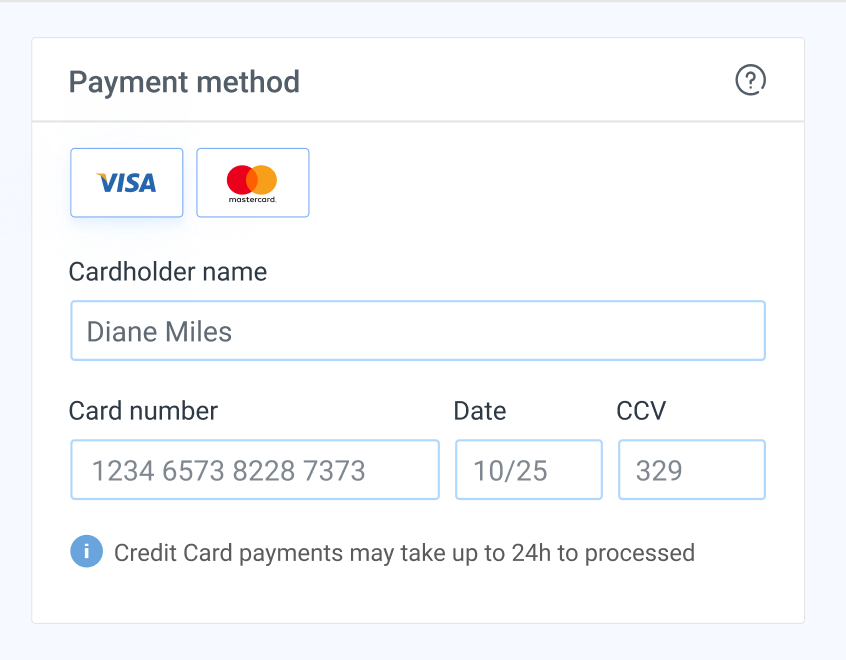 Payment method
?
VISA
mastercard.
Cardholder name
Diane Miles
Card number Date CCV
1234 6573 8228 7373 10/25 329
i Credit Card payments may take up to 24h to processed